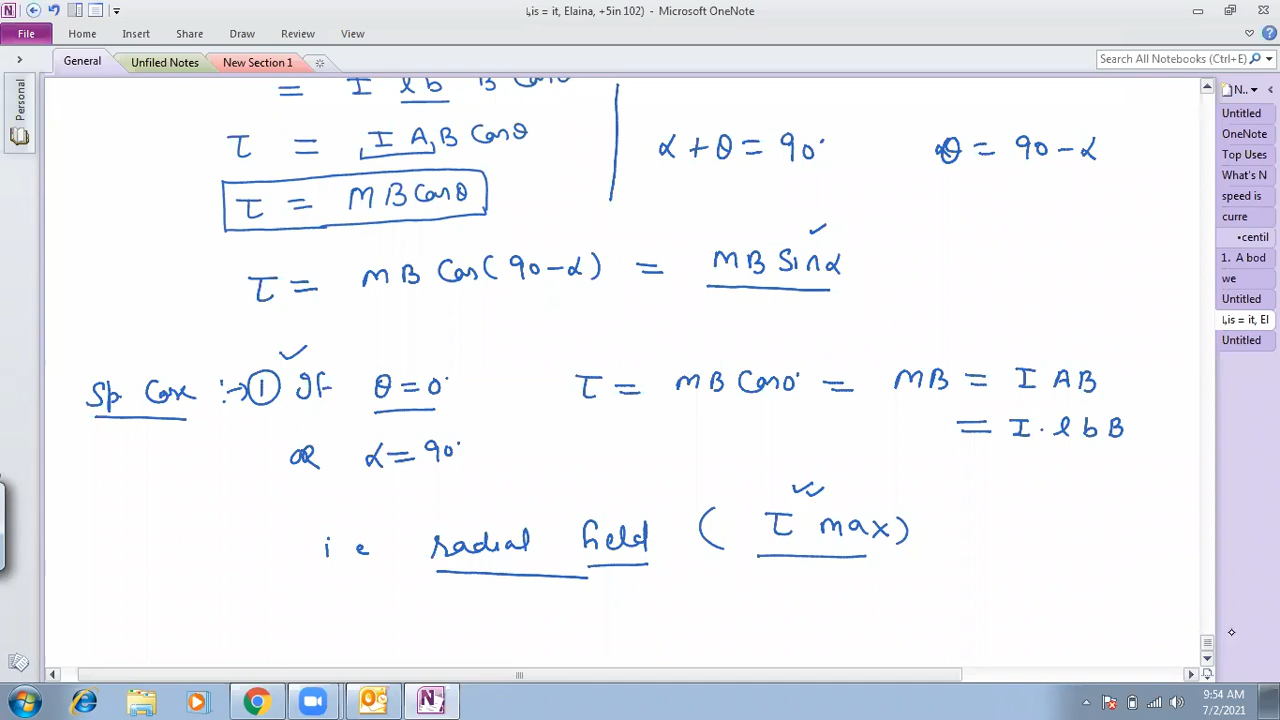 Lis = it, Elaina, +5in 102) - Microsoft OneNote
File Home Insert Share Draw Review View
General Unfiled Notes New Section 1 Search All Notebooks (Ctrl+E)
Personal
= I l b B Cosθ
τ = I A B Cosθ
α + θ = 90° θ = 90 - α
τ = M B Cosθ
τ = M B Cos(90 - α) = M B Sin α
Sp Case :→ ① If θ = 0° τ = M B Cos 0° = M B = I A B
= I . l b B
OR α = 90°
i e radial field ( τ max )
N..
Untitled
OneNote
Top Uses
What's N
speed is
curre
•centil
1. A bod
we
Untitled
Lis = it, El
Untitled
9:54 AM
7/2/2021